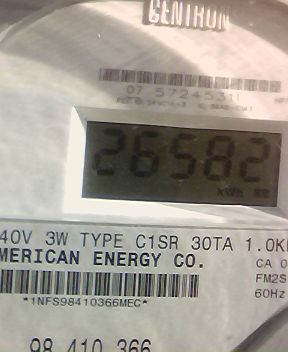 CENTRON
07 57245311
26582
kWh
40V 3W TYPE C1SR 30TA 1.0K
MERICAN ENERGY CO.
CA 0
FM2S
60Hz
*1NFS98410366MEC*
98 410 366